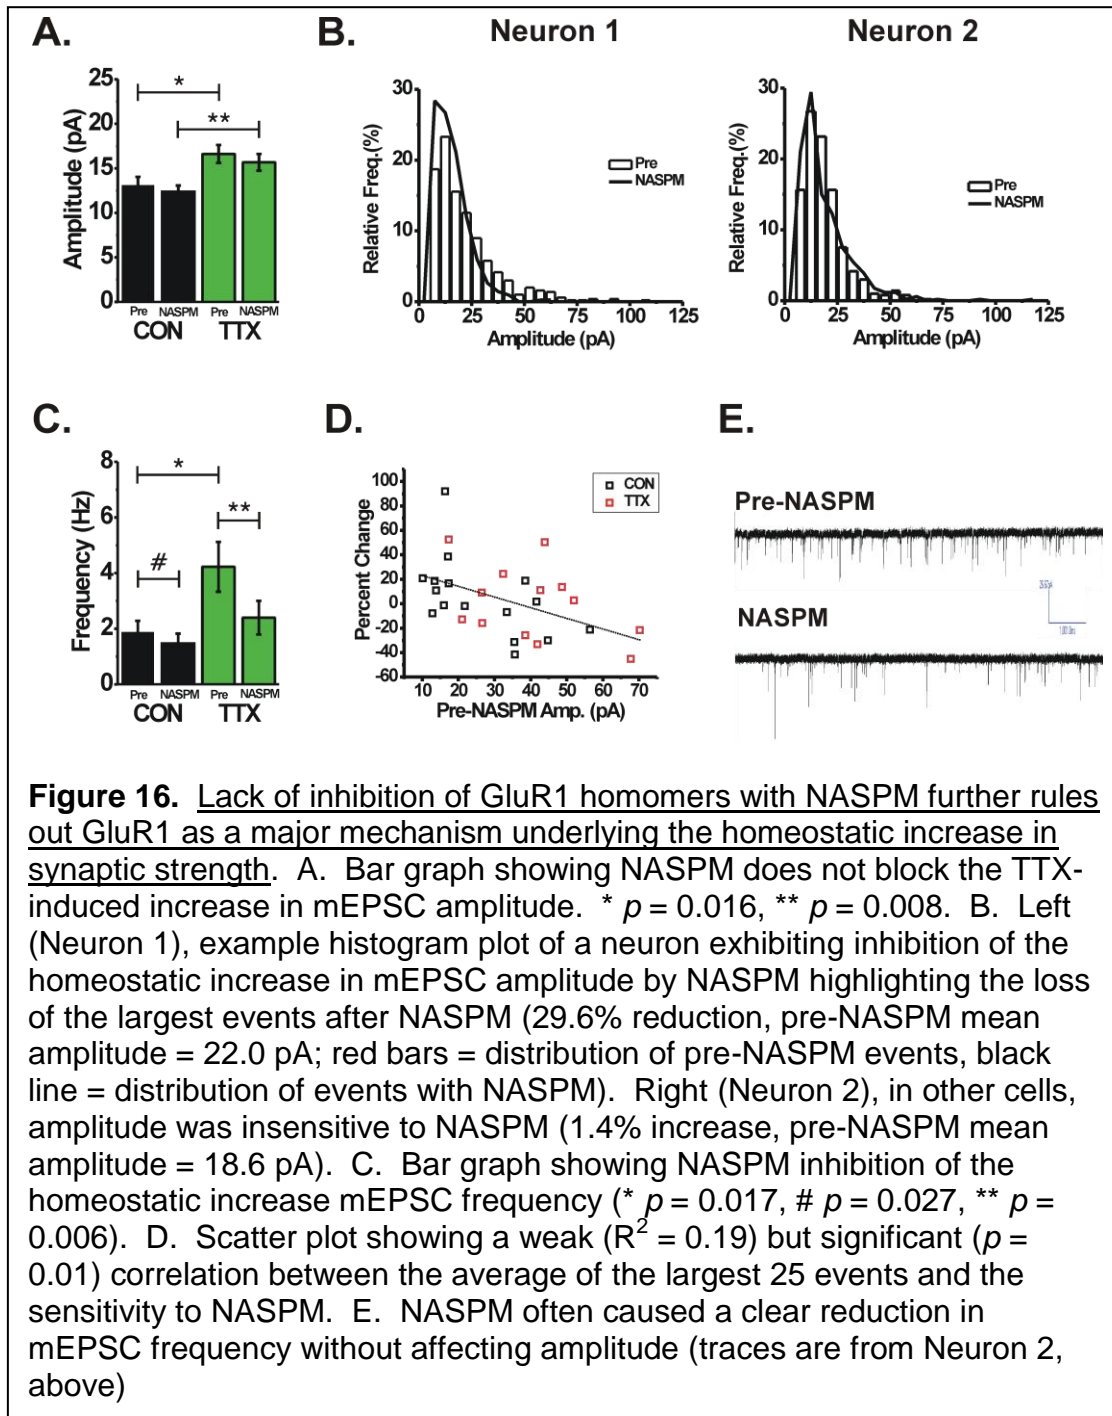 A.
B.
Neuron 1
Neuron 2
Amplitude (pA)
25
20
15
10
5
0
*
**
Pre
NASPM
Pre
NASPM
CON
TTX
Relative Freq.(%)
30
20
10
0
Pre
NASPM
0
25
50
75
100
125
Amplitude (pA)
Relative Freq.(%)
30
20
10
0
Pre
NASPM
0
25
50
75
100
125
Amplitude (pA)
C.
D.
E.
Frequency (Hz)
8
6
4
2
0
*
**
#
Pre
NASPM
Pre
NASPM
CON
TTX
Percent Change
100
80
60
40
20
0
-20
-40
-60
CON
TTX
10
20
30
40
50
60
70
Pre-NASPM Amp. (pA)
Pre-NASPM
NASPM
Figure 16. Lack of inhibition of GluR1 homomers with NASPM further rules
out GluR1 as a major mechanism underlying the homeostatic increase in
synaptic strength. A. Bar graph showing NASPM does not block the TTX-
induced increase in mEPSC amplitude. * p = 0.016, ** p = 0.008. B. Left
(Neuron 1), example histogram plot of a neuron exhibiting inhibition of the
homeostatic increase in mEPSC amplitude by NASPM highlighting the loss
of the largest events after NASPM (29.6% reduction, pre-NASPM mean
amplitude = 22.0 pA; red bars = distribution of pre-NASPM events, black
line = distribution of events with NASPM). Right (Neuron 2), in other cells,
amplitude was insensitive to NASPM (1.4% increase, pre-NASPM mean
amplitude = 18.6 pA). C. Bar graph showing NASPM inhibition of the
homeostatic increase mEPSC frequency (* p = 0.017, # p = 0.027, ** p =
0.006). D. Scatter plot showing a weak (R² = 0.19) but significant (p =
0.01) correlation between the average of the largest 25 events and the
sensitivity to NASPM. E. NASPM often caused a clear reduction in
mEPSC frequency without affecting amplitude (traces are from Neuron 2,
above)